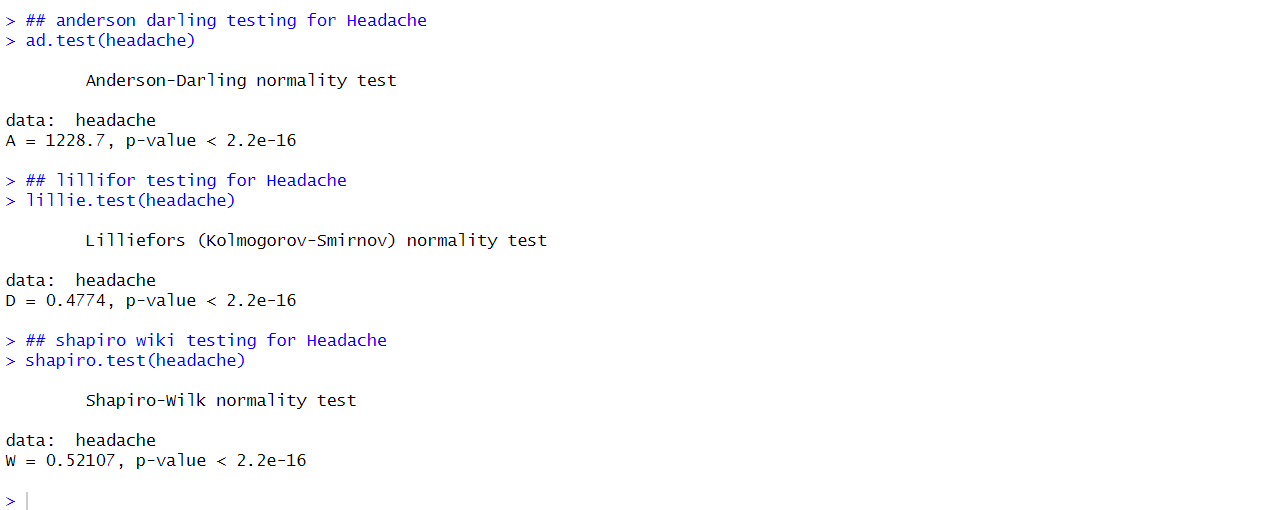 > ## anderson darling testing for Headache
> ad.test(headache)
Anderson-Darling normality test
data:  headache
A = 1228.7, p-value < 2.2e-16
> ## lillifor testing for Headache
> lillie.test(headache)
Lilliefors (Kolmogorov-Smirnov) normality test
data:  headache
D = 0.4774, p-value < 2.2e-16
> ## shapiro wiki testing for Headache
> shapiro.test(headache)
Shapiro-Wilk normality test
data:  headache
W = 0.52107, p-value < 2.2e-16
>